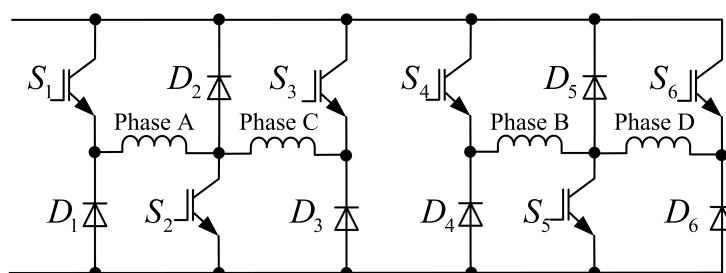 S1
D2
S3
S4
D5
S6
Phase A
Phase C
Phase B
Phase D
D1
S2
D3
D4
S5
D6